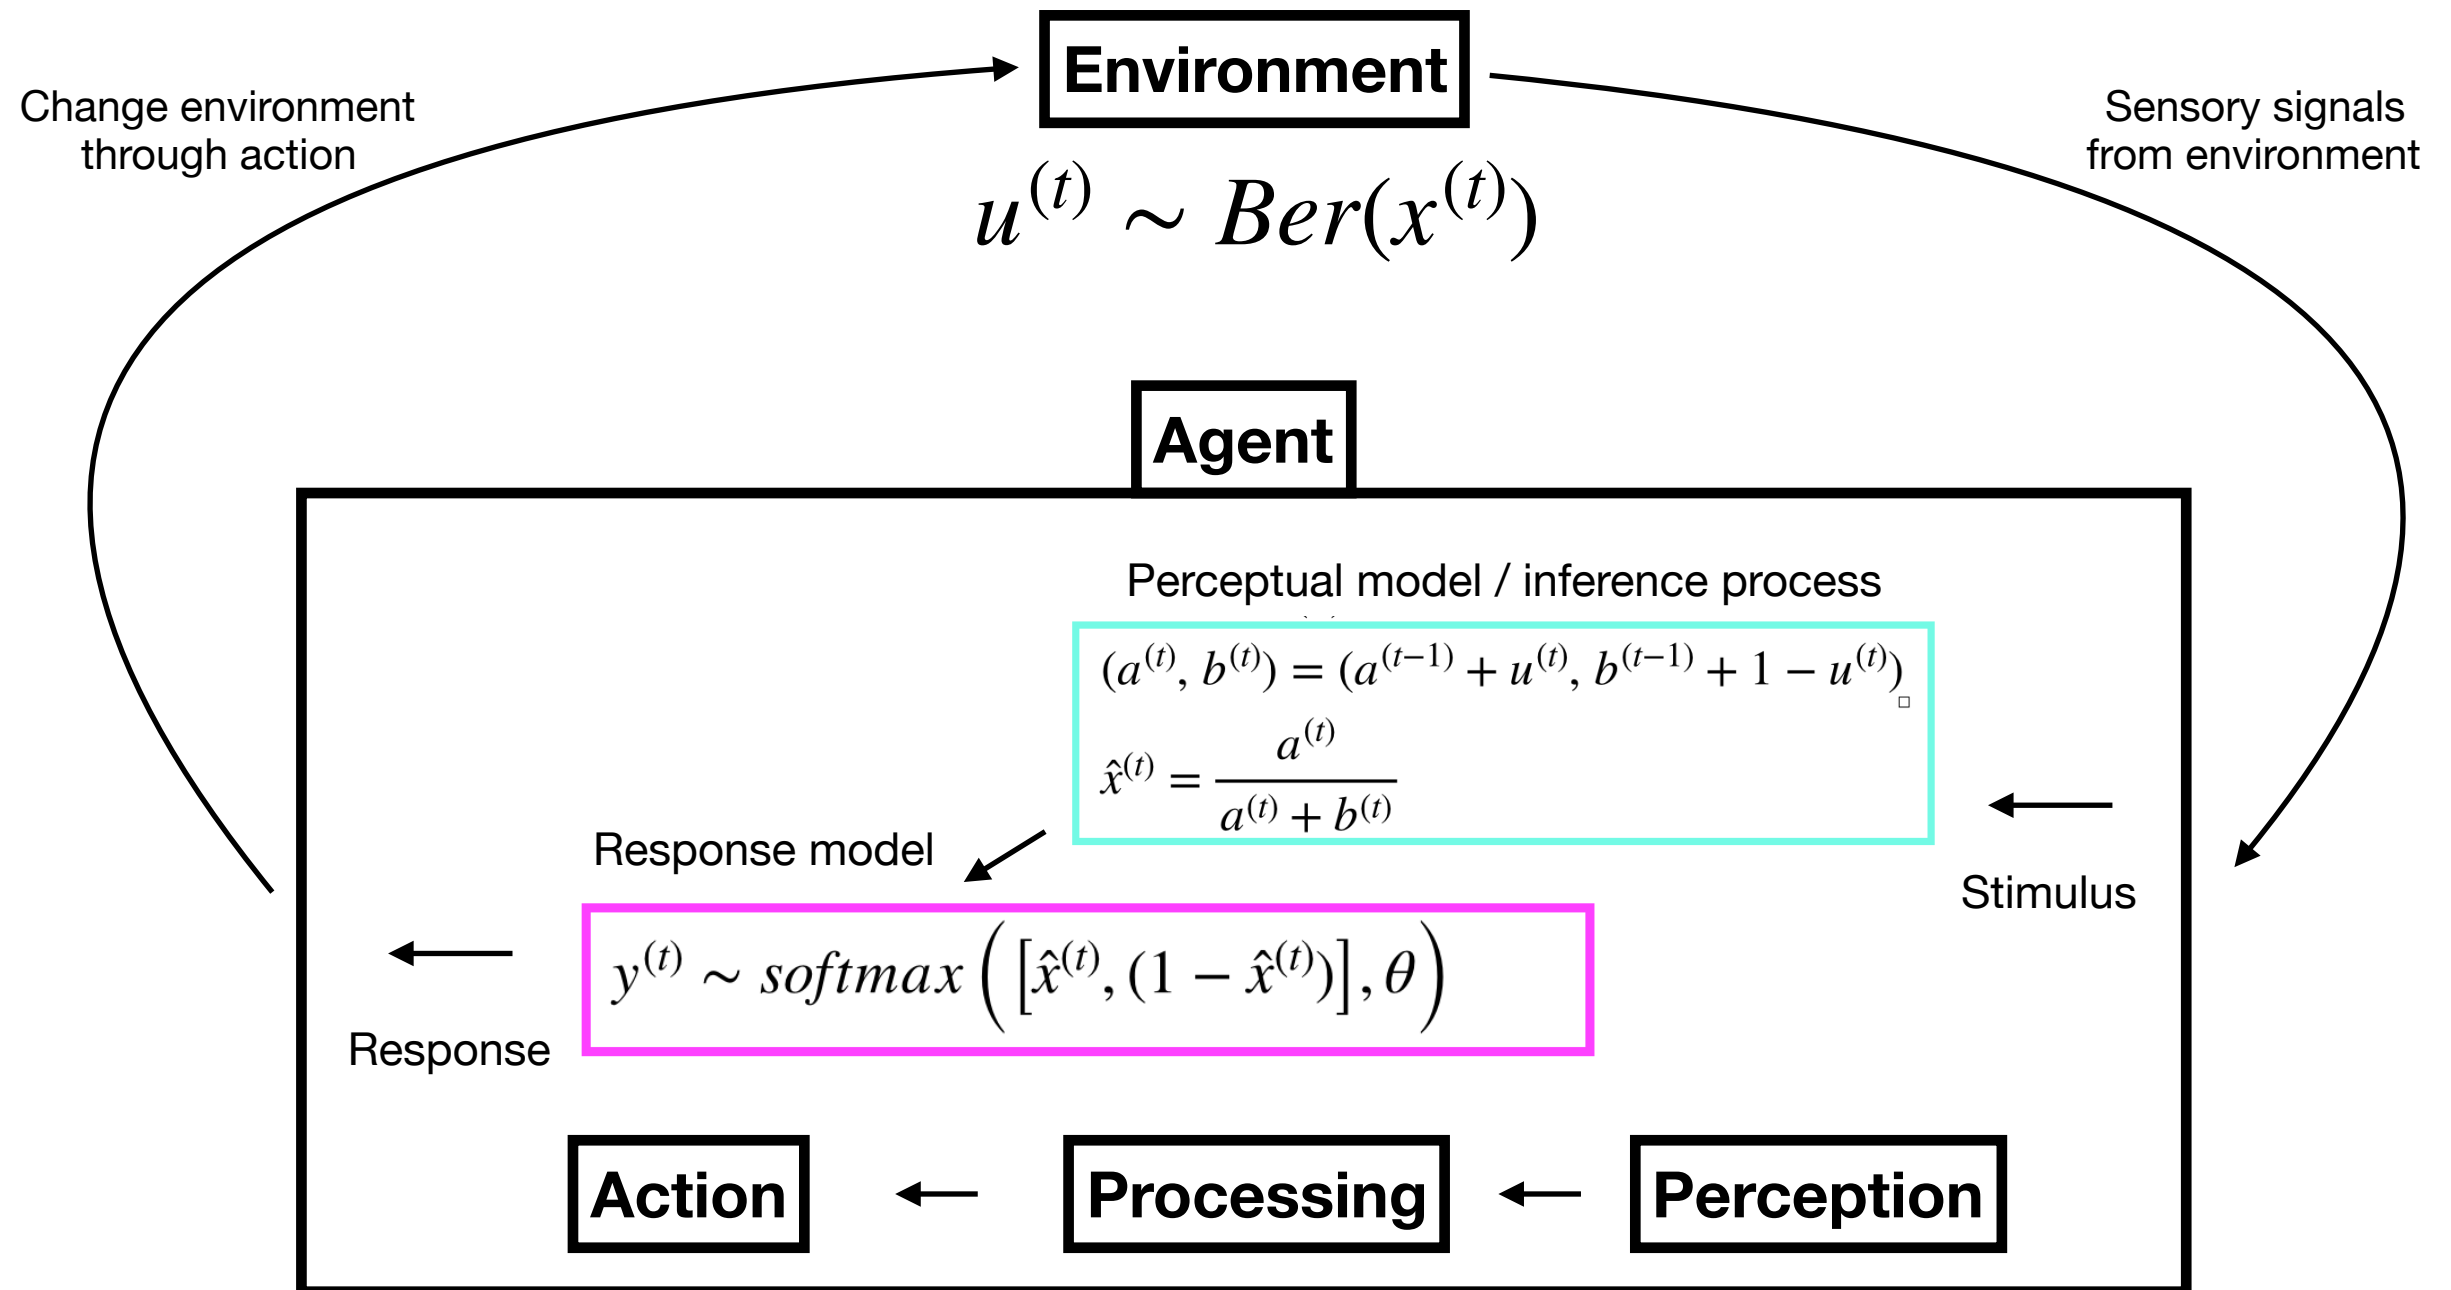 Environment
Change environment
through action
Sensory signals
from environment
u^{(t)} ∼ Ber(x^{(t)})
Agent
Perceptual model / inference process
(a^{(t)}, b^{(t)}) = (a^{(t−1)} + u^{(t)}, b^{(t−1)} + 1 − u^{(t)})
x̂^{(t)} = \frac{a^{(t)}}{a^{(t)} + b^{(t)}}
Stimulus
Response model
y^{(t)} ∼ softmax([x̂^{(t)}, (1 − x̂^{(t)})], θ)
Response
Action
Processing
Perception